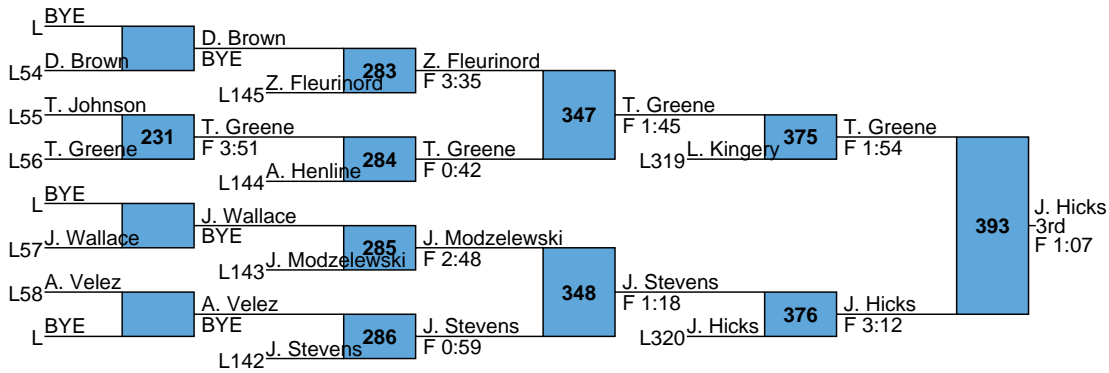 L BYE
L54 D. Brown
D. Brown
BYE
L145 Z. Fleurinord
283
Z. Fleurinord
F 3:35
L55 T. Johnson
L56 T. Greene
231
T. Greene
F 3:51
L144 A. Henline
284
T. Greene
F 0:42
347
T. Greene
F 1:45
L319 L. Kingery
375
T. Greene
F 1:54
L BYE
L57 J. Wallace
J. Wallace
BYE
L143 J. Modzelewski
285
J. Modzelewski
F 2:48
L58 A. Velez
L BYE
A. Velez
BYE
L142 J. Stevens
286
J. Stevens
F 0:59
348
J. Stevens
F 1:18
L320 J. Hicks
376
J. Hicks
F 3:12
393
J. Hicks
3rd
F 1:07